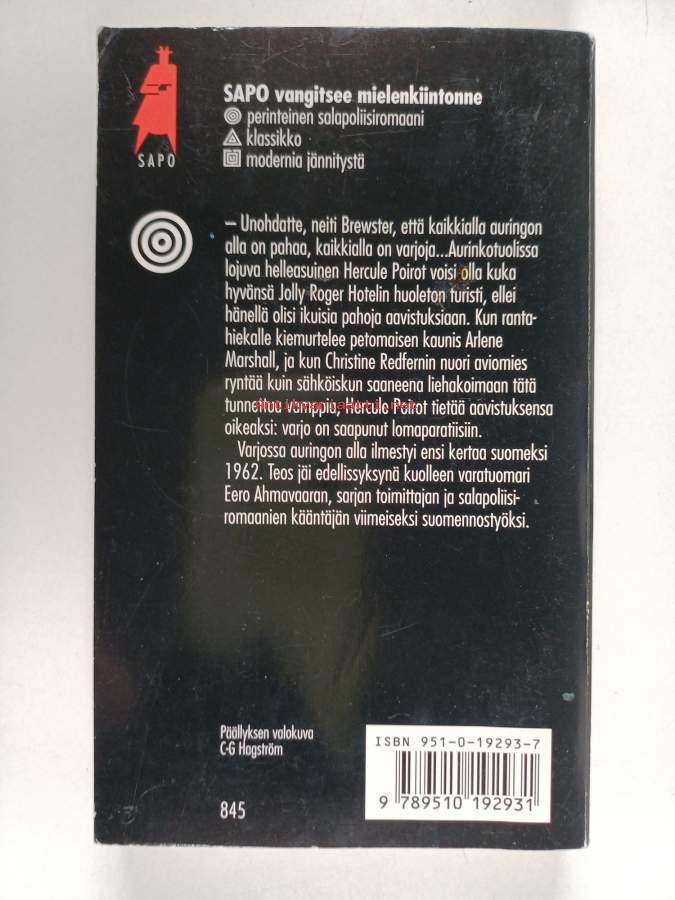 SAPO vangitsee mielenkiintonne
perinteinen salapoliisiromaani
klassikko
modernia jännitystä
SAPO
– Unohdatte, neiti Brewster, että kaikkialla auringon
alla on pahaa, kaikkialla on varjoja...Aurinkotuolissa
lojuva helleasuinen Hercule Poirot voisi olla kuka
hyvänsä Jolly Roger Hotelin huoleton turisti, ellei
hänellä olisi ikuisia pahoja aavistuksiaan. Kun ranta-
hiekalle kiemurtelee petomaisen kaunis Arlene
Marshall, ja kun Christine Redfernin nuori aviomies
ryntää kuin sähköiskun saaneena liehakoimaan tätä
tunnettua vamppia, Hercule Poirot tietää aavistuksensa
oikeaksi: varjo on saapunut lomaparatiisiin.
Varjossa auringon alla ilmestyi ensi kertaa suomeksi
1962. Teos jäi edellissyksynä kuolleen varatuomari
Eero Ahmavaaran, sarjan toimittajan ja salapoliisi-
romaanien kääntäjän viimeiseksi suomennostyöksi.
Päällyksen valokuva
C-G Hagström
845
ISBN 951-0-19293-7
9 789510 192931